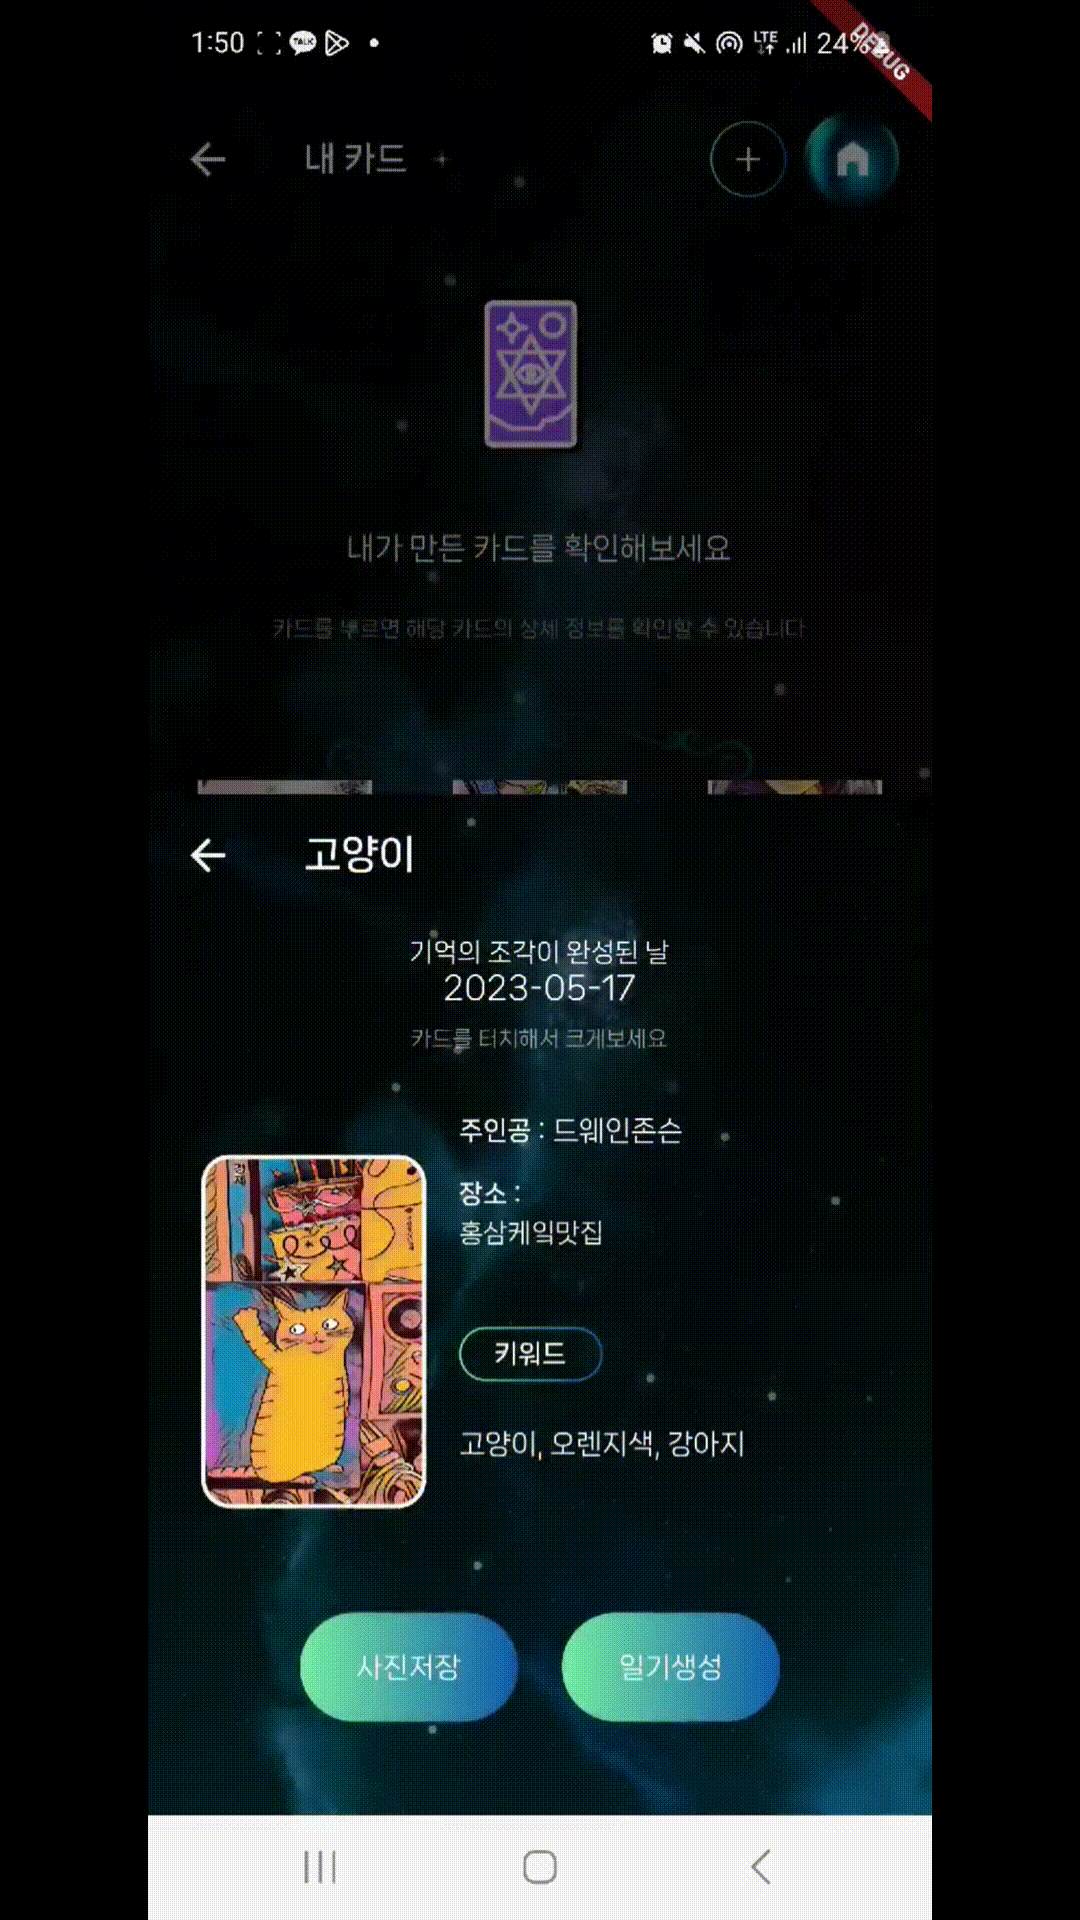 1:50
TALK
LTE
24%
DEBUG
내 카드
내가 만든 카드를 확인해보세요
카드를 누르면 해당 카드의 상세 정보를 확인할 수 있습니다
고양이
기억의 조각이 완성된 날
2023-05-17
카드를 터치해서 크게보세요
주인공 : 드웨인존슨
장소 :
홍삼케잌맛집
키워드
고양이, 오렌지색, 강아지
사진저장
일기생성